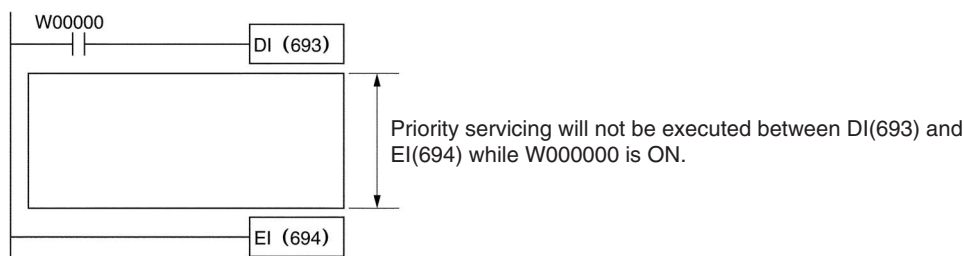 W00000
DI (693)
Priority servicing will not be executed between DI(693) and
EI(694) while W000000 is ON.
EI (694)